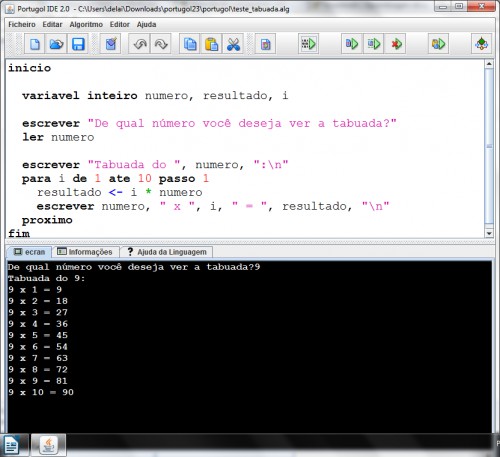 Portugol IDE 2.0 - C:\Users\delai\Downloads\portugol23\portugol\teste_tabuada.alg
Ficheiro Editar Algoritmo Editor Ajuda
inicio
variavel inteiro numero, resultado, i
escrever "De qual número você deseja ver a tabuada?"
ler numero
escrever "Tabuada do ", numero, ":\n"
para i de 1 ate 10 passo 1
resultado <- i * numero
escrever numero, " x ", i, " = ", resultado, "\n"
proximo
fim
ecran Informações ? Ajuda da Linguagem
De qual número você deseja ver a tabuada?9
Tabuada do 9:
9 x 1 = 9
9 x 2 = 18
9 x 3 = 27
9 x 4 = 36
9 x 5 = 45
9 x 6 = 54
9 x 7 = 63
9 x 8 = 72
9 x 9 = 81
9 x 10 = 90
P